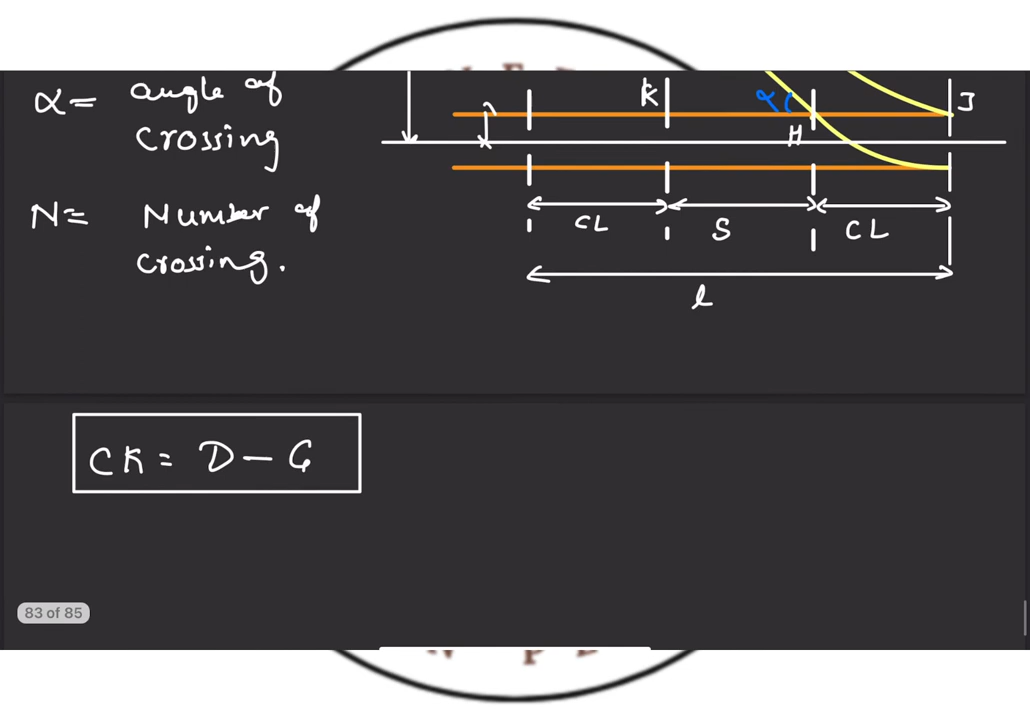 α = angle of
crossing
N = Number of
crossing.
K
α
H
J
CL
S
CL
l
CK = D - G
83 of 85